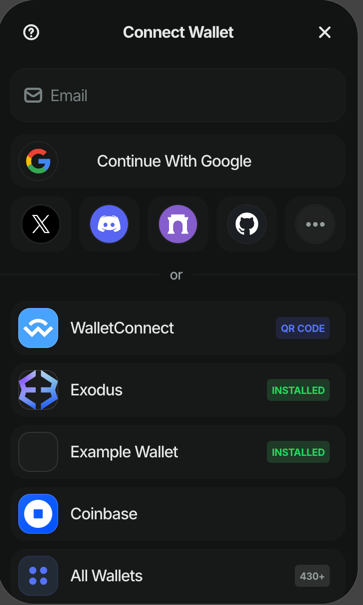 Connect Wallet
Email
Continue With Google
or
WalletConnect QR CODE
Exodus INSTALLED
Example Wallet INSTALLED
Coinbase
All Wallets 430+